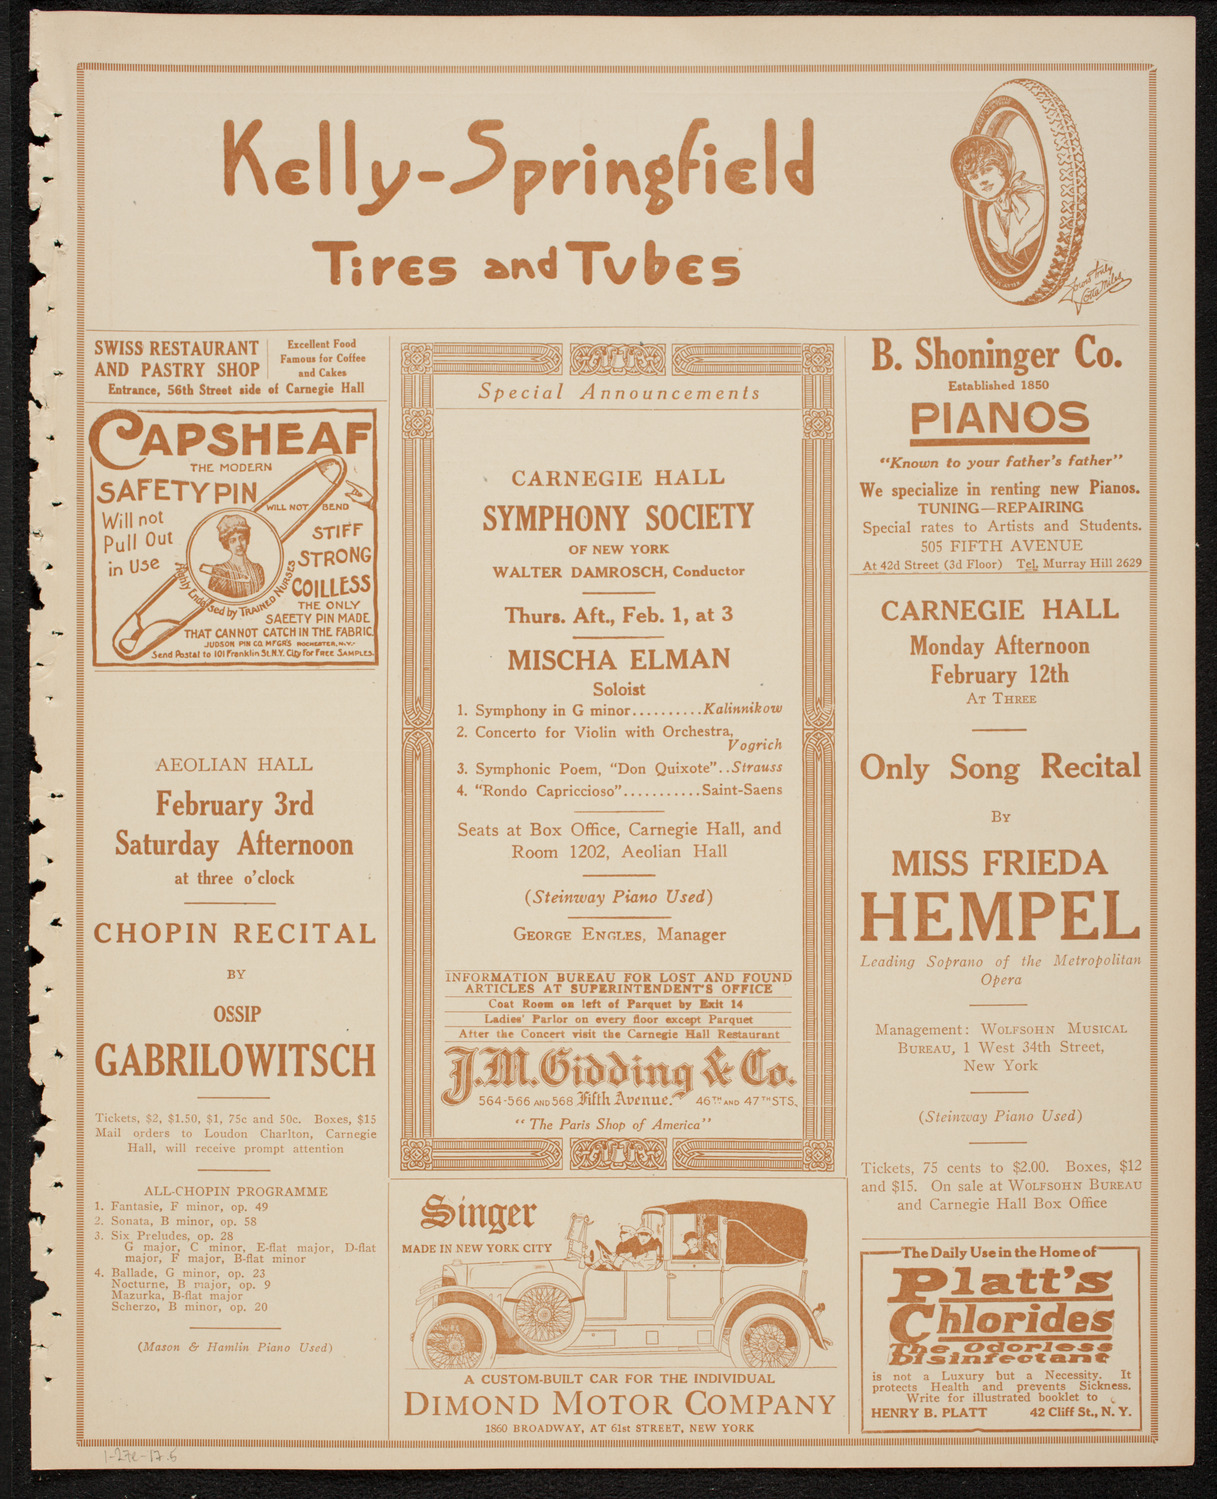 Kelly-Springfield
Tires and Tubes
Yours truly
Lotta Miles
SWISS RESTAURANT
AND PASTRY SHOP
Excellent Food
Famous for Coffee
and Cakes
Entrance, 56th Street side of Carnegie Hall
CAPSHEAF
THE MODERN
SAFETY PIN
WILL NOT BEND
Will not
Pull Out
in Use
STIFF
STRONG
COILLESS
Highly Endorsed by TRAINED NURSES
THE ONLY
SAFETY PIN MADE
THAT CANNOT CATCH IN THE FABRIC.
JUDSON PIN CO. MFGRS ROCHESTER, N.Y.
Send Postal to 101 Franklin St. N.Y. City For FREE SAMPLES.
AEOLIAN HALL
February 3rd
Saturday Afternoon
at three o'clock
CHOPIN RECITAL
BY
OSSIP
GABRILOWITSCH
Tickets, $2, $1.50, $1, 75c and 50c. Boxes, $15
Mail orders to Loudon Charlton, Carnegie
Hall, will receive prompt attention
ALL-CHOPIN PROGRAMME
1. Fantasie, F minor, op. 49
2. Sonata, B minor, op. 58
3. Six Preludes, op. 28
G major, C minor, E-flat major, D-flat
major, F major, B-flat minor
4. Ballade, G minor, op. 23
Nocturne, B major, op. 9
Mazurka, B-flat major
Scherzo, B minor, op. 20
(Mason & Hamlin Piano Used)
Special Announcements
CARNEGIE HALL
SYMPHONY SOCIETY
OF NEW YORK
WALTER DAMROSCH, Conductor
Thurs. Aft., Feb. 1, at 3
MISCHA ELMAN
Soloist
1. Symphony in G minor..........Kalinnikow
2. Concerto for Violin with Orchestra,
Vogrich
3. Symphonic Poem, "Don Quixote"..Strauss
4. "Rondo Capriccioso"...........Saint-Saens
Seats at Box Office, Carnegie Hall, and
Room 1202, Aeolian Hall
(Steinway Piano Used)
GEORGE ENGLES, Manager
INFORMATION BUREAU FOR LOST AND FOUND
ARTICLES AT SUPERINTENDENT'S OFFICE
Coat Room on left of Parquet by Exit 14
Ladies' Parlor on every floor except Parquet
After the Concert visit the Carnegie Hall Restaurant
J.M. Gidding & Co.
564-566 AND 568 Fifth Avenue. 46TH AND 47TH STS.
"The Paris Shop of America"
Singer
MADE IN NEW YORK CITY
A CUSTOM-BUILT CAR FOR THE INDIVIDUAL
DIMOND MOTOR COMPANY
1860 BROADWAY, AT 61st STREET, NEW YORK
B. Shoninger Co.
Established 1850
PIANOS
"Known to your father's father"
We specialize in renting new Pianos.
TUNING—REPAIRING
Special rates to Artists and Students.
505 FIFTH AVENUE
At 42d Street (3d Floor) Tel. Murray Hill 2629
CARNEGIE HALL
Monday Afternoon
February 12th
AT THREE
Only Song Recital
BY
MISS FRIEDA
HEMPEL
Leading Soprano of the Metropolitan
Opera
Management: WOLFSOHN MUSICAL
BUREAU, 1 West 34th Street,
New York
(Steinway Piano Used)
Tickets, 75 cents to $2.00. Boxes, $12
and $15. On sale at WOLFSOHN BUREAU
and Carnegie Hall Box Office
The Daily Use in the Home of
Platt's
Chlorides
The Odorless
Disinfectant
is not a Luxury but a Necessity. It
protects Health and prevents Sickness.
Write for illustrated booklet to
HENRY B. PLATT 42 Cliff St., N. Y.
1-27e-17.5